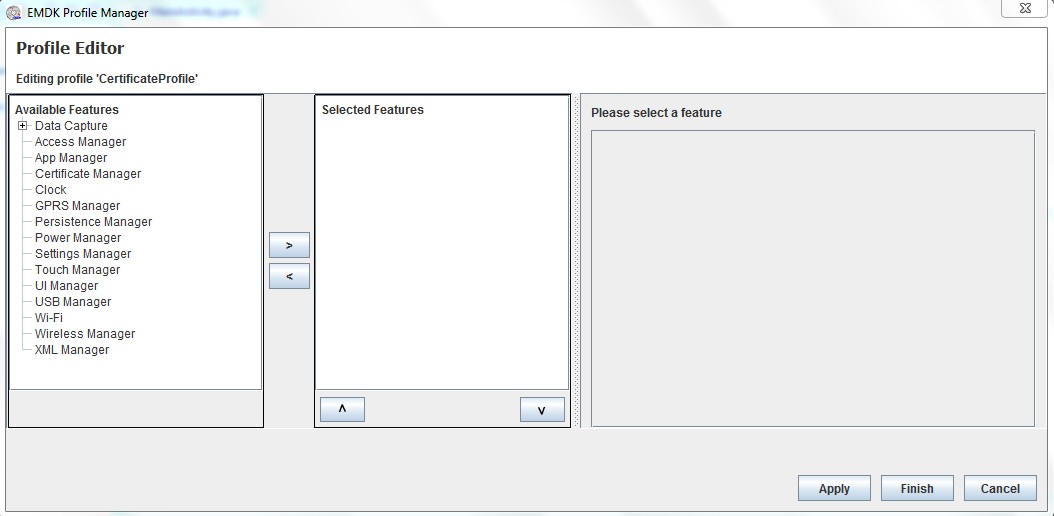 EMDK Profile Manager
Profile Editor
Editing profile 'CertificateProfile'
Available Features
Data Capture
Access Manager
App Manager
Certificate Manager
Clock
GPRS Manager
Persistence Manager
Power Manager
Settings Manager
Touch Manager
UI Manager
USB Manager
Wi-Fi
Wireless Manager
XML Manager
>
<
Selected Features
ʌ
v
Please select a feature
Apply
Finish
Cancel